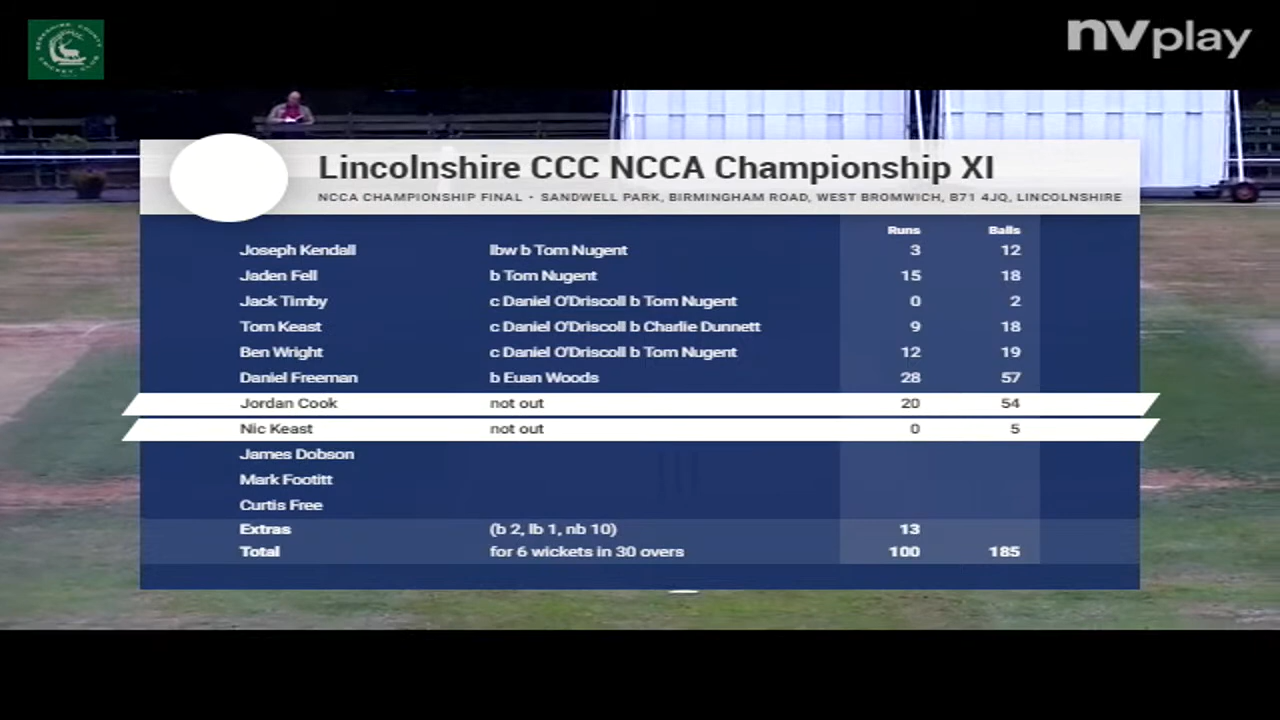 BERKSHIRE COUNTY
CRICKET CLUB
nvplay
Lincolnshire CCC NCCA Championship XI
NCCA CHAMPIONSHIP FINAL • SANDWELL PARK, BIRMINGHAM ROAD, WEST BROMWICH, B71 4JQ, LINCOLNSHIRE
Runs Balls
Joseph Kendall lbw b Tom Nugent 3 12
Jaden Fell b Tom Nugent 15 18
Jack Timby c Daniel O'Driscoll b Tom Nugent 0 2
Tom Keast c Daniel O'Driscoll b Charlie Dunnett 9 18
Ben Wright c Daniel O'Driscoll b Tom Nugent 12 19
Daniel Freeman b Euan Woods 28 57
Jordan Cook not out 20 54
Nic Keast not out 0 5
James Dobson
Mark Footitt
Curtis Free
Extras (b 2, lb 1, nb 10) 13
Total for 6 wickets in 30 overs 100 185